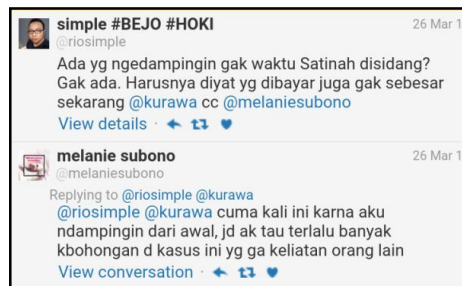 simple #BEJO #HOKI 26 Mar 1
@riosimple
Ada yg ngedampingin gak waktu Satinah disidang?
Gak ada. Harusnya diyat yg dibayar juga gak sebesar
sekarang @kurawa cc @melaniesubono
View details
melanie subono 26 Mar 1
@melaniesubono
Replying to @riosimple @kurawa
@riosimple @kurawa cuma kali ini karna aku
ndampingin dari awal, jd ak tau terlalu banyak
kbohongan d kasus ini yg ga keliatan orang lain
View conversation